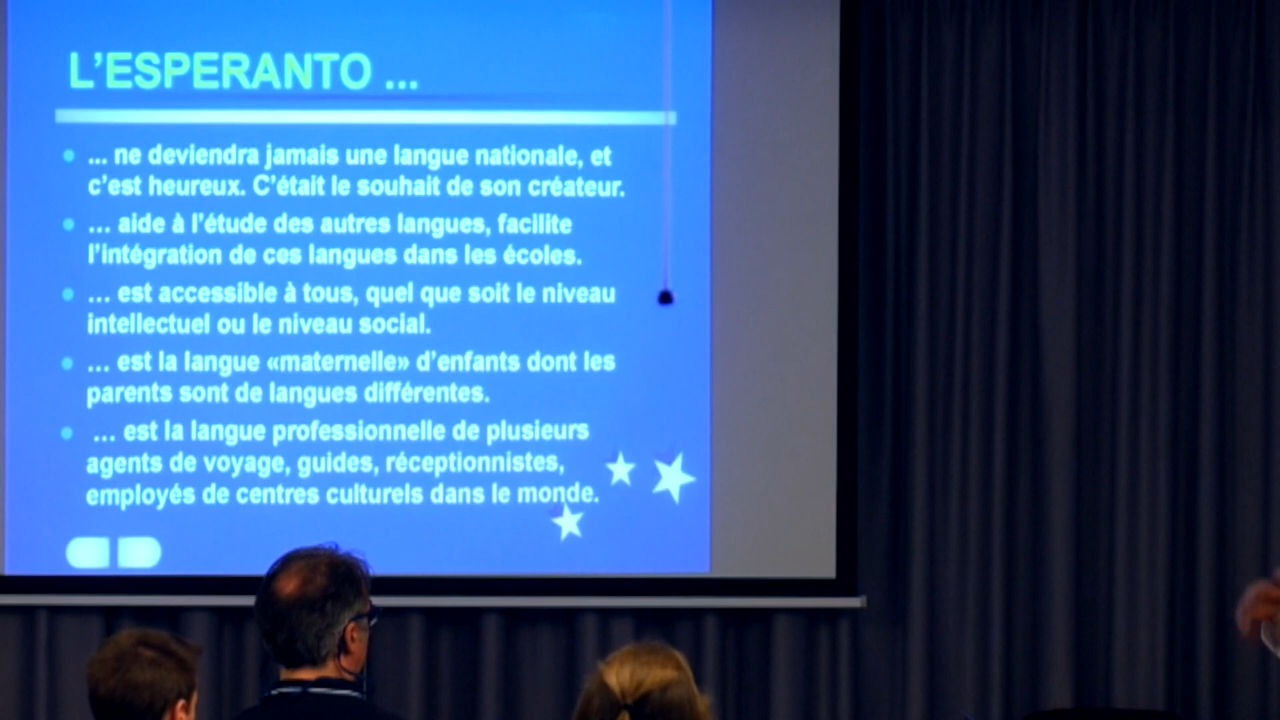 L'ESPERANTO ...
... ne deviendra jamais une langue nationale, et
c'est heureux. C'était le souhait de son créateur.
... aide à l'étude des autres langues, facilite
l'intégration de ces langues dans les écoles.
... est accessible à tous, quel que soit le niveau
intellectuel ou le niveau social.
... est la langue «maternelle» d'enfants dont les
parents sont de langues différentes.
... est la langue professionnelle de plusieurs
agents de voyage, guides, réceptionnistes,
employés de centres culturels dans le monde.